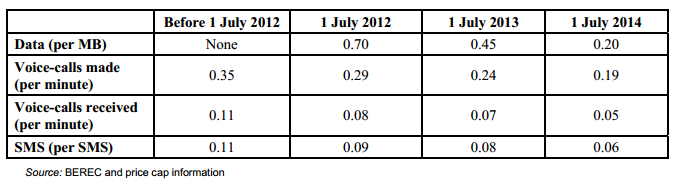 Before 1 July 2012 1 July 2012 1 July 2013 1 July 2014
Data (per MB) None 0.70 0.45 0.20
Voice-calls made
(per minute) 0.35 0.29 0.24 0.19
Voice-calls received
(per minute) 0.11 0.08 0.07 0.05
SMS (per SMS) 0.11 0.09 0.08 0.06
Source: BEREC and price cap information